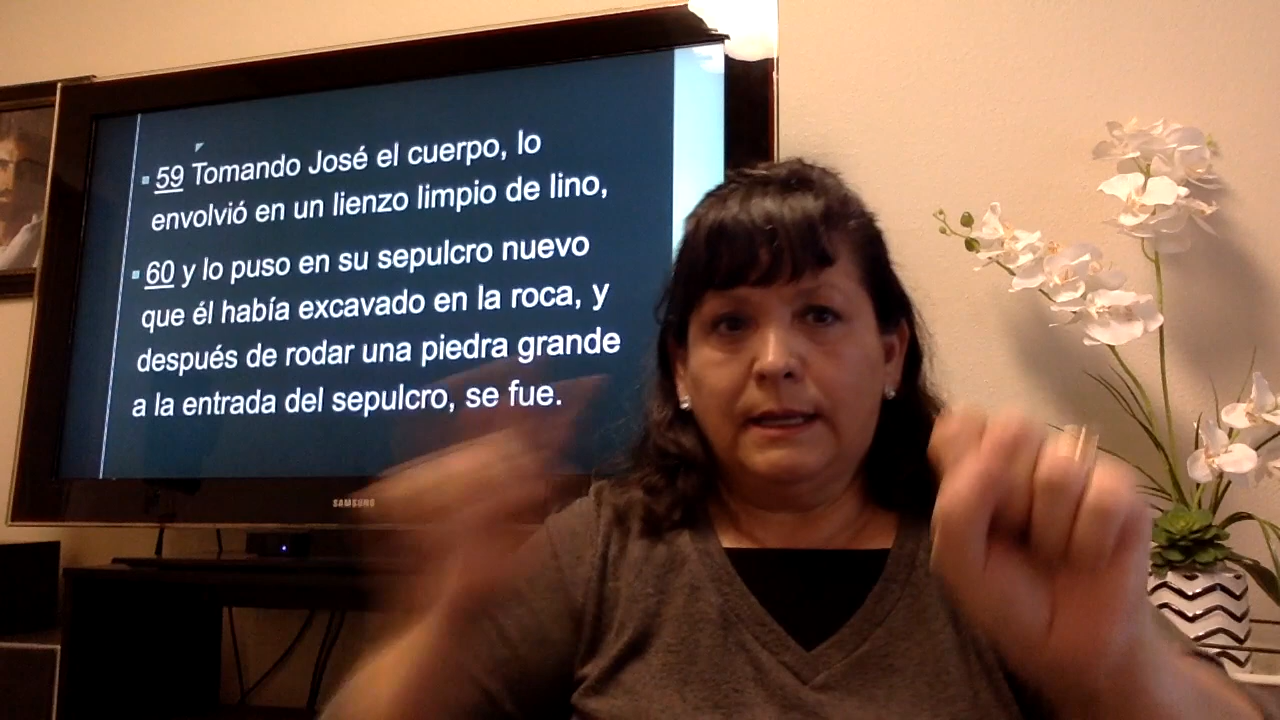 59 Tomando José el cuerpo, lo
envolvió en un lienzo limpio de lino,
60 y lo puso en su sepulcro nuevo
que él había excavado en la roca, y
después de rodar una piedra grande
a la entrada del sepulcro, se fue.
SAMSUNG